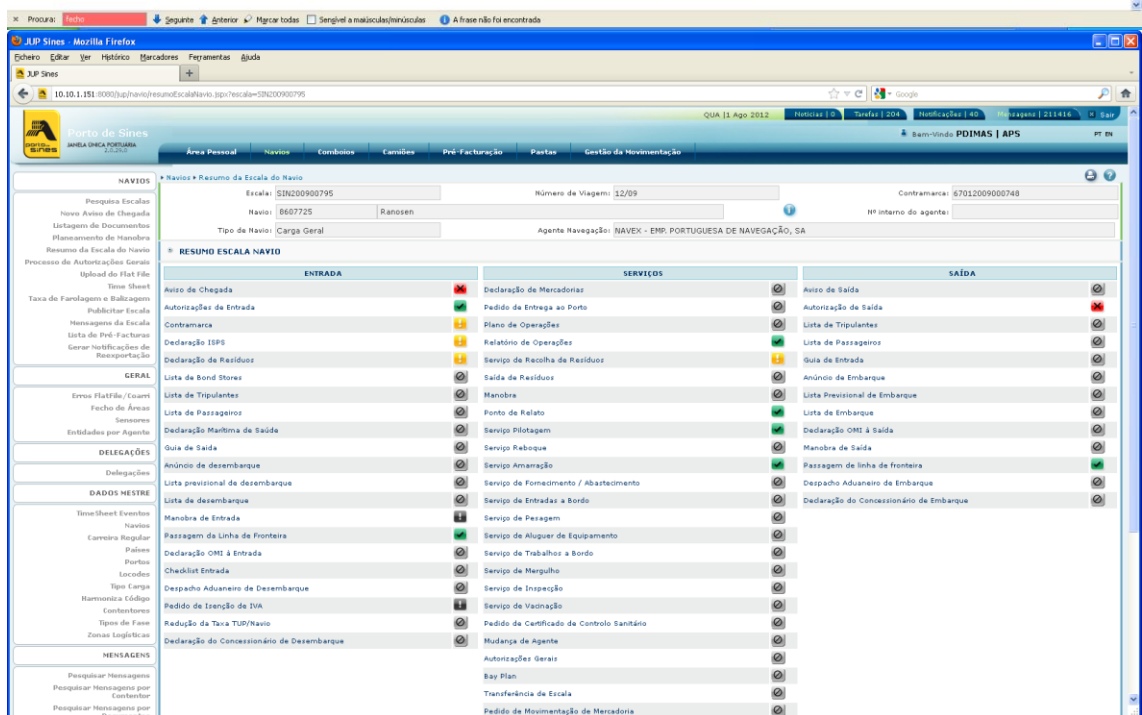 Procura: fecho Seguinte Anterior Marcar todas Sensível a maiúsculas/minúsculas A frase não foi encontrada
JUP Sines - Mozilla Firefox
Ficheiro Editar Ver Histórico Marcadores Ferramentas Ajuda
JUP Sines
10.10.1.151:8080/jup/navio/resumoEscalaNavio.jspx?escala=SIN200900795 Google
QUA |1 Ago 2012 Notícias | 0 Tarefas | 204 Notificações | 40 Mensagens | 211416 Sair
Porto de Sines
JANELA ÚNICA PORTUÁRIA
2.0.29.0
Bem-Vindo PDIMAS | APS PT EN
Área Pessoal Navios Comboios Camiões Pré-Facturação Pastas Gestão da Movimentação
NAVIOS
Pesquisa Escalas
Novo Aviso de Chegada
Listagem de Documentos
Planeamento de Manobra
Resumo da Escala do Navio
Processo de Autorizações Gerais
Upload do Flat File
Time Sheet
Taxa de Farolagem e Balizagem
Publicitar Escala
Mensagens da Escala
Lista de Pré-Facturas
Gerar Notificações de
Reexportação
GERAL
Erros FlatFile/Coarri
Fecho de Áreas
Sensores
Entidades por Agente
DELEGAÇÕES
Delegações
DADOS MESTRE
TimeSheet Eventos
Navios
Carreira Regular
Países
Portos
Locodes
Tipo Carga
Harmoniza Código
Contentores
Tipos de Fase
Zonas Logísticas
MENSAGENS
Pesquisar Mensagens
Pesquisar Mensagens por
Contentor
Pesquisar Mensagens por
Navios Resumo da Escala do Navio
Escala: SIN200900795 Número de Viagem: 12/09 Contramarca: 67012009000748
Navio: 8607725 Ranosen Nº interno do agente:
Tipo de Navio: Carga Geral Agente Navegação: NAVEX - EMP. PORTUGUESA DE NAVEGAÇÃO, SA
RESUMO ESCALA NAVIO
ENTRADA
Aviso de Chegada
Autorizações de Entrada
Contramarca
Declaração ISPS
Declaração de Resíduos
Lista de Bond Stores
Lista de Tripulantes
Lista de Passageiros
Declaração Marítima de Saúde
Guia de Saída
Anúncio de desembarque
Lista previsional de desembarque
Lista de desembarque
Manobra de Entrada
Passagem da Linha de Fronteira
Declaração OMI á Entrada
Checklist Entrada
Despacho Aduaneiro de Desembarque
Pedido de Isenção de IVA
Redução da Taxa TUP/Navio
Declaração do Concessionário de Desembarque
SERVIÇOS
Declaração de Mercadorias
Pedido de Entrega ao Porto
Plano de Operações
Relatório de Operações
Serviço de Recolha de Resíduos
Saída de Resíduos
Manobra
Ponto de Relato
Serviço Pilotagem
Serviço Reboque
Serviço Amarração
Serviço de Fornecimento / Abastecimento
Serviço de Entradas a Bordo
Serviço de Pesagem
Serviço de Aluguer de Equipamento
Serviço de Trabalhos a Bordo
Serviço de Mergulho
Serviço de Inspecção
Serviço de Vacinação
Pedido de Certificado de Controlo Sanitário
Mudança de Agente
Autorizações Gerais
Bay Plan
Transferência de Escala
Pedido de Movimentação de Mercadoria
SAÍDA
Aviso de Saída
Autorização de Saída
Lista de Tripulantes
Lista de Passageiros
Guia de Entrada
Anúncio de Embarque
Lista Previsional de Embarque
Lista de Embarque
Declaração OMI á Saída
Manobra de Saída
Passagem de linha de fronteira
Despacho Aduaneiro de Embarque
Declaração do Concessionário de Embarque